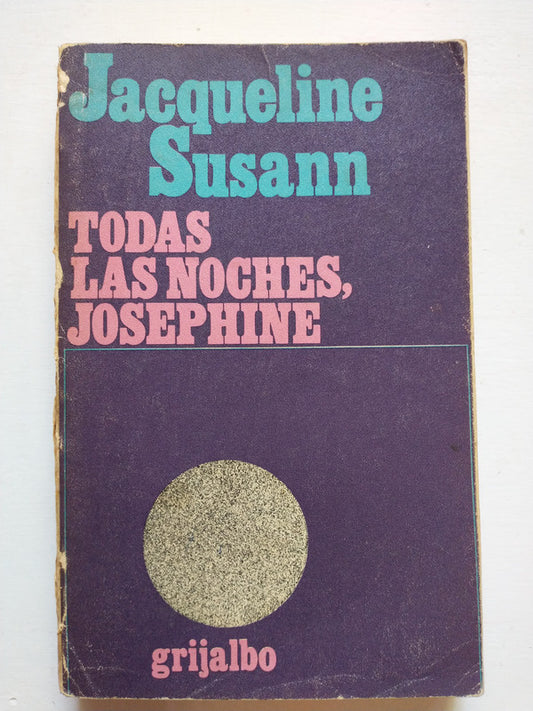 Jacqueline
Susann
TODAS
LAS NOCHES,
JOSEPHINE
grijalbo